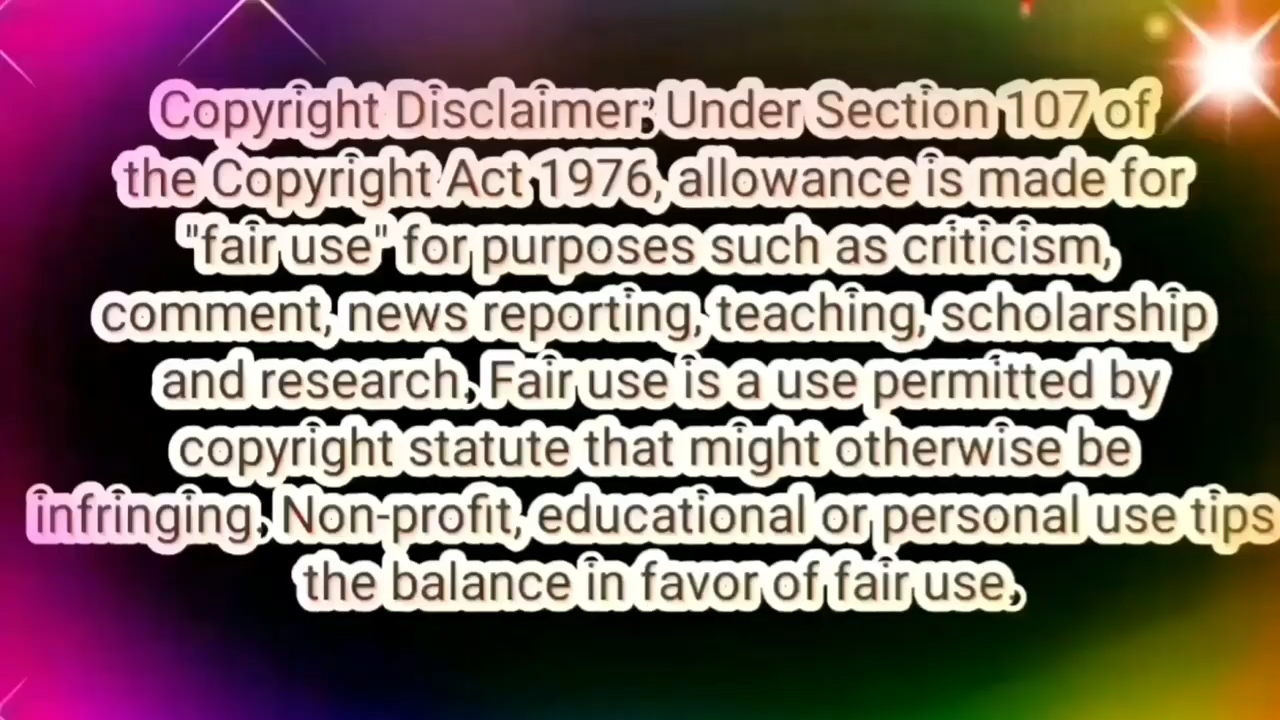 Copyright Disclaimer: Under Section 107 of
the Copyright Act 1976, allowance is made for
"fair use" for purposes such as criticism,
comment, news reporting, teaching, scholarship
and research. Fair use is a use permitted by
copyright statute that might otherwise be
infringing. Non-profit, educational or personal use tips
the balance in favor of fair use.